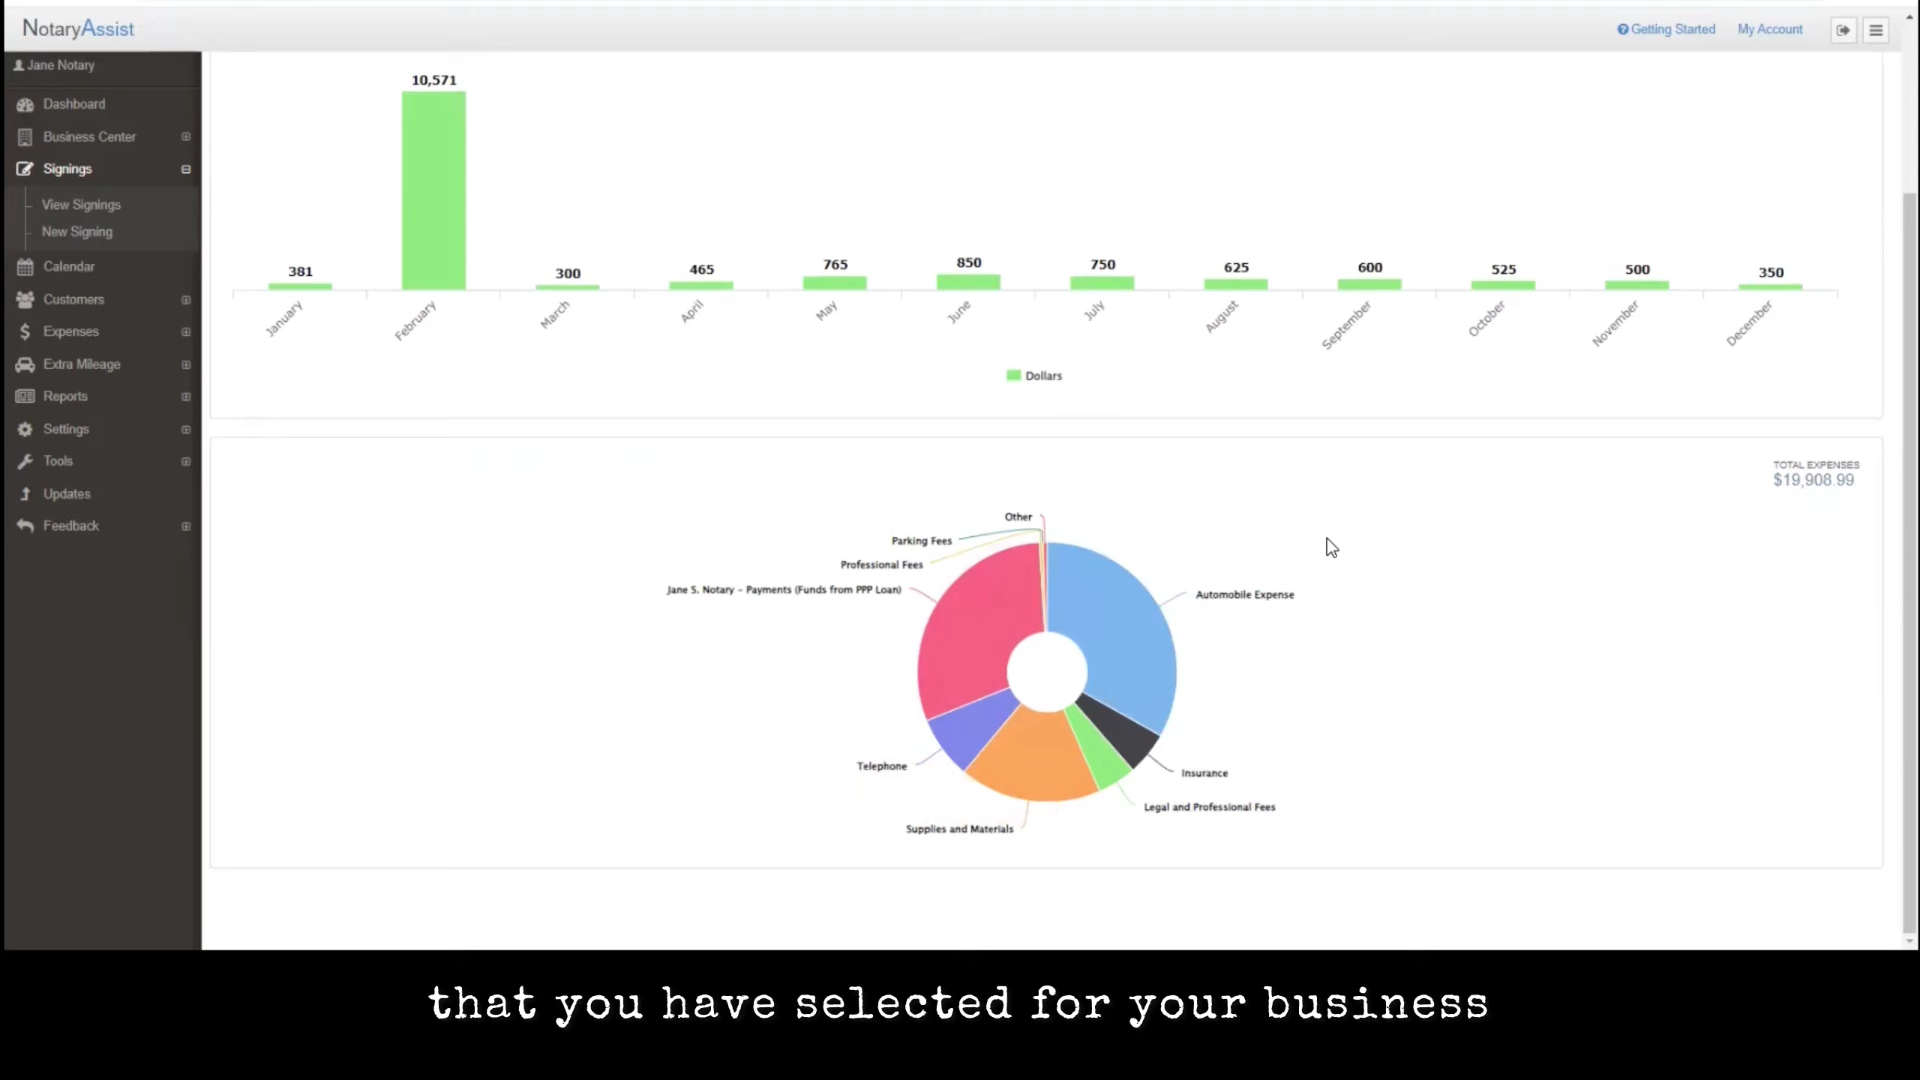 NotaryAssist
Getting Started
My Account
Jane Notary
Dashboard
Business Center
Signings
View Signings
New Signing
Calendar
Customers
Expenses
Extra Mileage
Reports
Settings
Tools
Updates
Feedback
381
10,571
300
465
765
850
750
625
600
525
500
350
January
February
March
April
May
June
July
August
September
October
November
December
Dollars
TOTAL EXPENSES
$19,908.99
Other
Parking Fees
Professional Fees
Jane S. Notary - Payments (Funds from PPP Loan)
Automobile Expense
Telephone
Insurance
Legal and Professional Fees
Supplies and Materials
that you have selected for your business